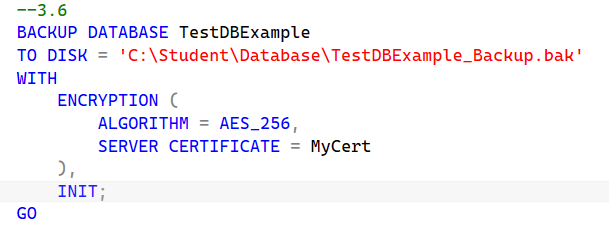 --3.6
BACKUP DATABASE TestDBExample
TO DISK = 'C:\Student\Database\TestDBExample_Backup.bak'
WITH
    ENCRYPTION (
        ALGORITHM = AES_256,
        SERVER CERTIFICATE = MyCert
    ),
    INIT;
GO